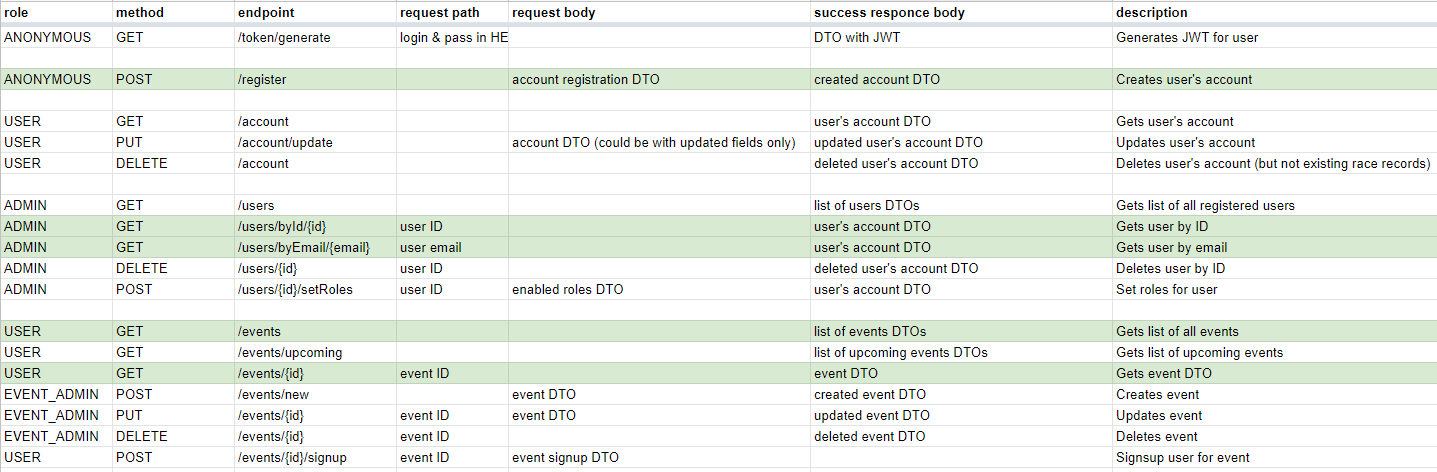 role method endpoint request path request body success responce body description
ANONYMOUS GET /token/generate login & pass in HE DTO with JWT Generates JWT for user
ANONYMOUS POST /register account registration DTO created account DTO Creates user's account
USER GET /account user's account DTO Gets user's account
USER PUT /account/update account DTO (could be with updated fields only) updated user's account DTO Updates user's account
USER DELETE /account deleted user's account DTO Deletes user's account (but not existing race records)
ADMIN GET /users list of users DTOs Gets list of all registered users
ADMIN GET /users/byId/{id} user ID user's account DTO Gets user by ID
ADMIN GET /users/byEmail/{email} user email user's account DTO Gets user by email
ADMIN DELETE /users/{id} user ID deleted user's account DTO Deletes user by ID
ADMIN POST /users/{id}/setRoles user ID enabled roles DTO user's account DTO Set roles for user
USER GET /events list of events DTOs Gets list of all events
USER GET /events/upcoming list of upcoming events DTOs Gets list of upcoming events
USER GET /events/{id} event ID event DTO Gets event DTO
EVENT_ADMIN POST /events/new event DTO created event DTO Creates event
EVENT_ADMIN PUT /events/{id} event ID event DTO updated event DTO Updates event
EVENT_ADMIN DELETE /events/{id} event ID deleted event DTO Deletes event
USER POST /events/{id}/signup event ID event signup DTO Signsup user for event